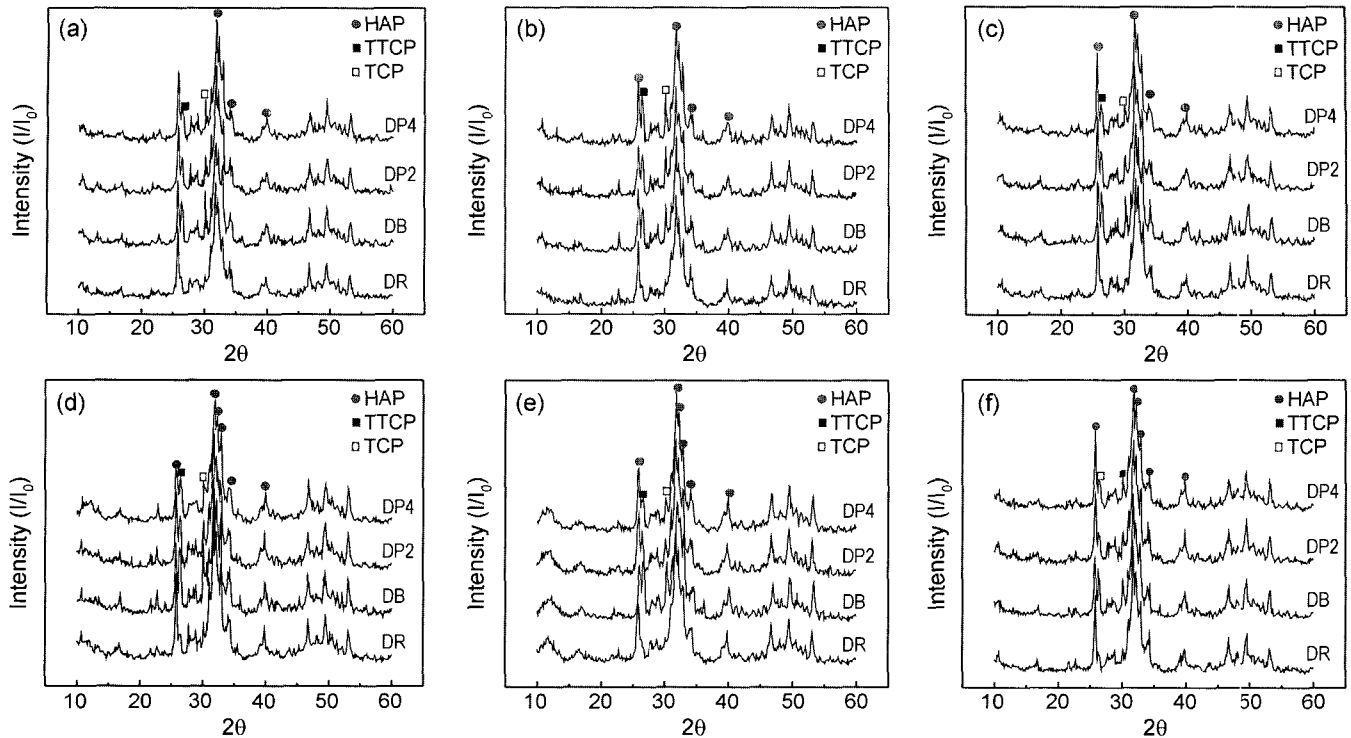 (a)
HAP
TTCP
TCP
DP4
DP2
DB
DR
Intensity (I/I0)
10 20 30 40 50 60
2θ
(b)
HAP
TTCP
TCP
DP4
DP2
DB
DR
Intensity (I/I0)
10 20 30 40 50 60
2θ
(c)
HAP
TTCP
TCP
DP4
DP2
DB
DR
Intensity (I/I0)
10 20 30 40 50 60
2θ
(d)
HAP
TTCP
TCP
DP4
DP2
DB
DR
Intensity (I/I0)
10 20 30 40 50 60
2θ
(e)
HAP
TTCP
TCP
DP4
DP2
DB
DR
Intensity (I/I0)
10 20 30 40 50 60
2θ
(f)
HAP
TTCP
TCP
DP4
DP2
DB
DR
Intensity (I/I0)
10 20 30 40 50 60
2θ